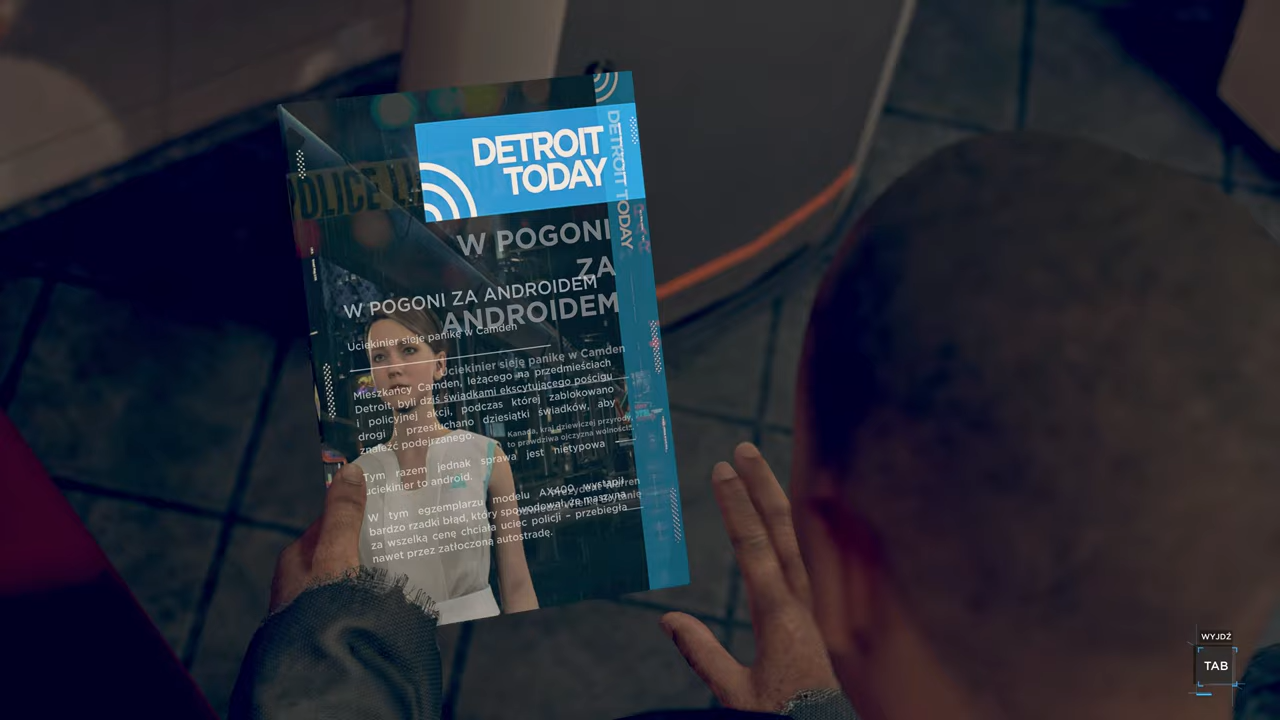 DETROIT
TODAY
DETROIT TODAY
POLICE LI
W POGONI
ZA
ANDROIDEM
W POGONI ZA ANDROIDEM
Uciekinier sieje panikę w Camden
Uciekinier sieje panikę w Camden
Mieszkańcy Camden, leżącego na przedmieściach
Detroit, byli dziś świadkami ekscytującego pościgu
i policyjnej akcji, podczas której zablokowano
drogi i przesłuchano dziesiątki świadków, aby
znaleźć podejrzanego.
Kanada, kraj dziewiczej przyrody,
to prawdziwa ojczyzna wolności
Tym razem jednak sprawa jest nietypowa –
uciekinier to android.
W tym egzemplarzu modelu AX400 wystąpił
bardzo rzadki błąd, który spowodował, że maszyna
za wszelką cenę chciała uciec policji – przebiegła
nawet przez zatłoczoną autostradę.
Prezydent Warren
WYJDŹ
TAB